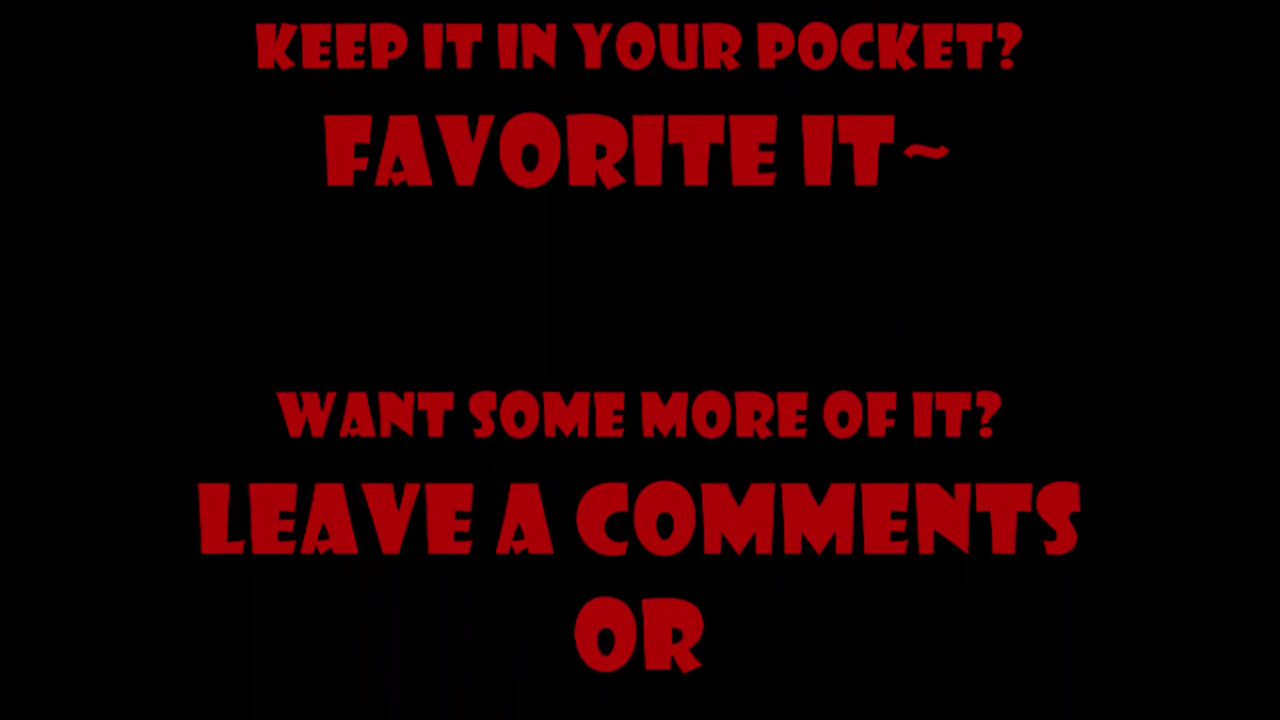 KEEP IT IN YOUR POCKET?
FAVORITE IT~
WANT SOME MORE OF IT?
LEAVE A COMMENTS
OR